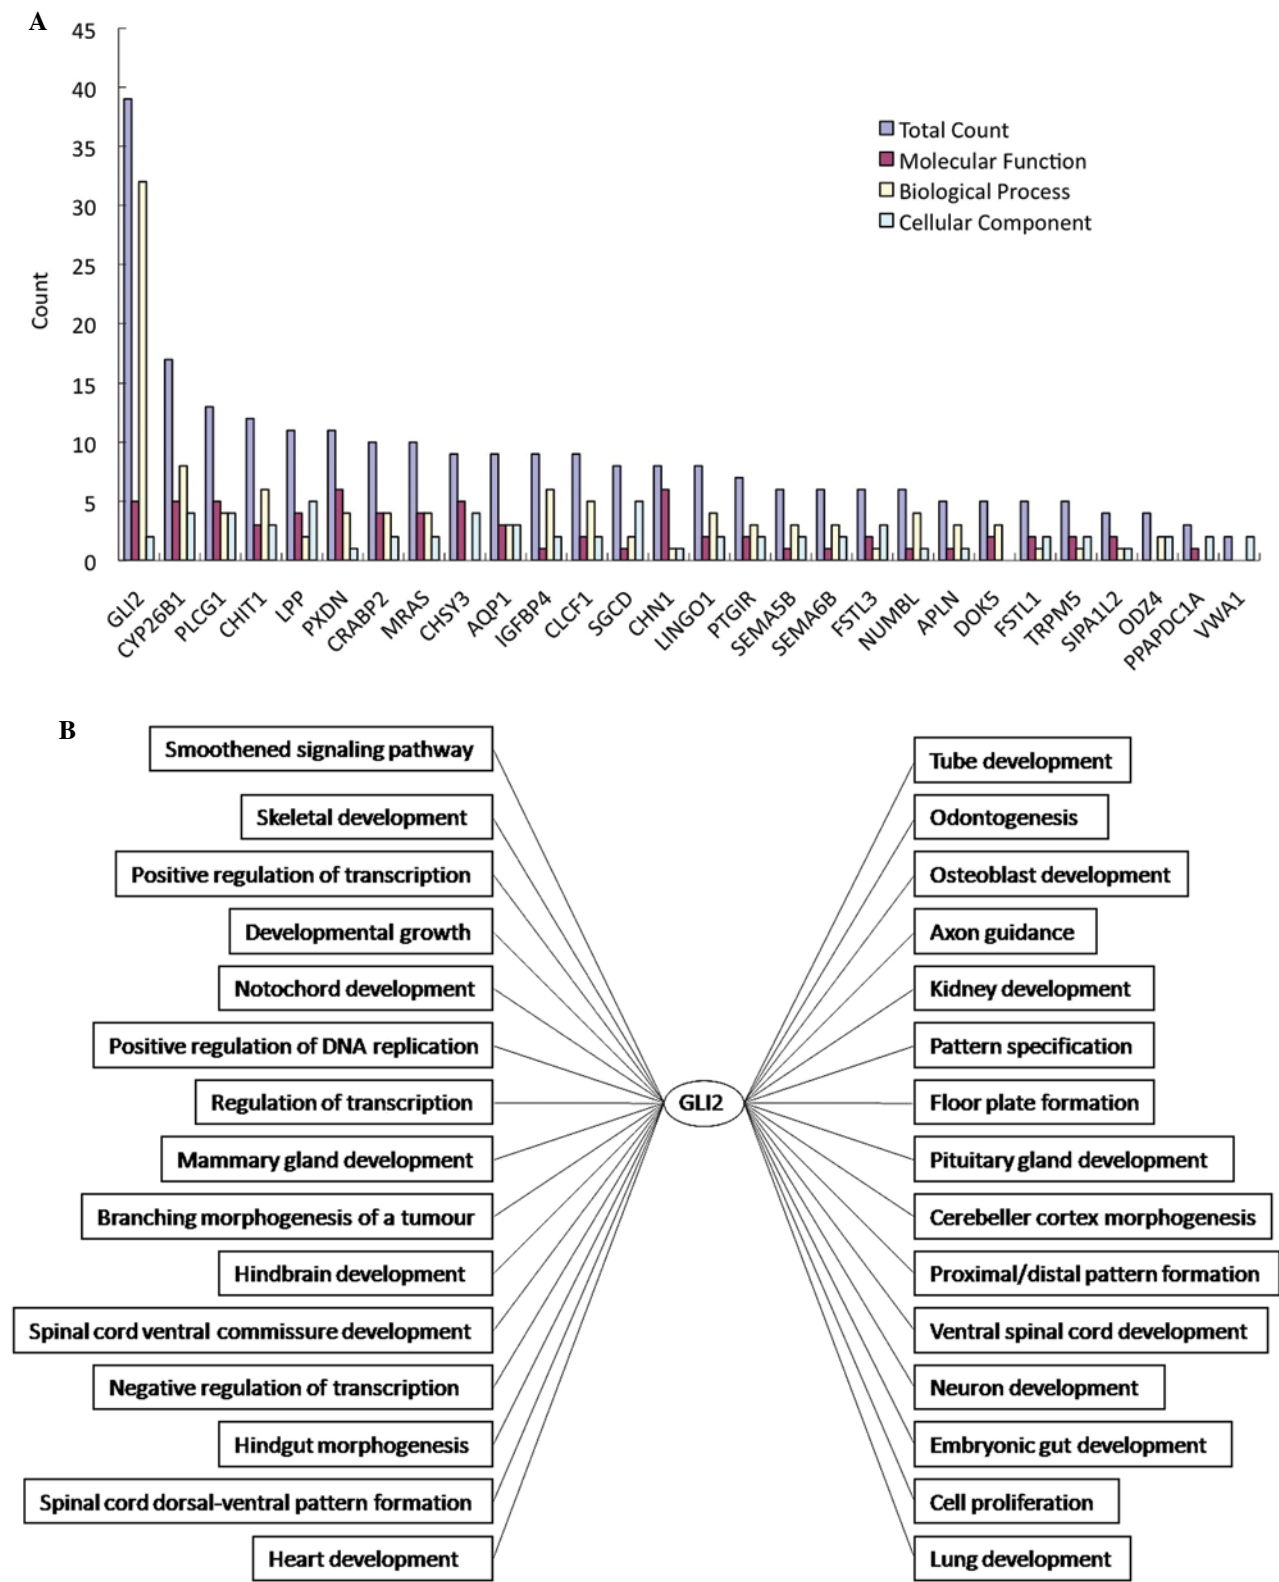 A
45
40
35
30
25
20
15
10
5
0
Count
Total Count
Molecular Function
Biological Process
Cellular Component
GLI2
CYP26B1
PLCG1
CHIT1
LPP
PXDN
CRABP2
MRAS
CHSY3
AQP1
IGFBP4
CLCF1
SGCD
CHN1
LINGO1
PTGIR
SEMA5B
SEMA6B
FSTL3
NUMBL
APLN
DOK5
FSTL1
TRPM5
SIPA1L2
ODZ4
PPAPDC1A
VWA1
B
Smoothened signaling pathway
Skeletal development
Positive regulation of transcription
Developmental growth
Notochord development
Positive regulation of DNA replication
Regulation of transcription
Mammary gland development
Branching morphogenesis of a tumour
Hindbrain development
Spinal cord ventral commissure development
Negative regulation of transcription
Hindgut morphogenesis
Spinal cord dorsal-ventral pattern formation
Heart development
GLI2
Tube development
Odontogenesis
Osteoblast development
Axon guidance
Kidney development
Pattern specification
Floor plate formation
Pituitary gland development
Cerebeller cortex morphogenesis
Proximal/distal pattern formation
Ventral spinal cord development
Neuron development
Embryonic gut development
Cell proliferation
Lung development